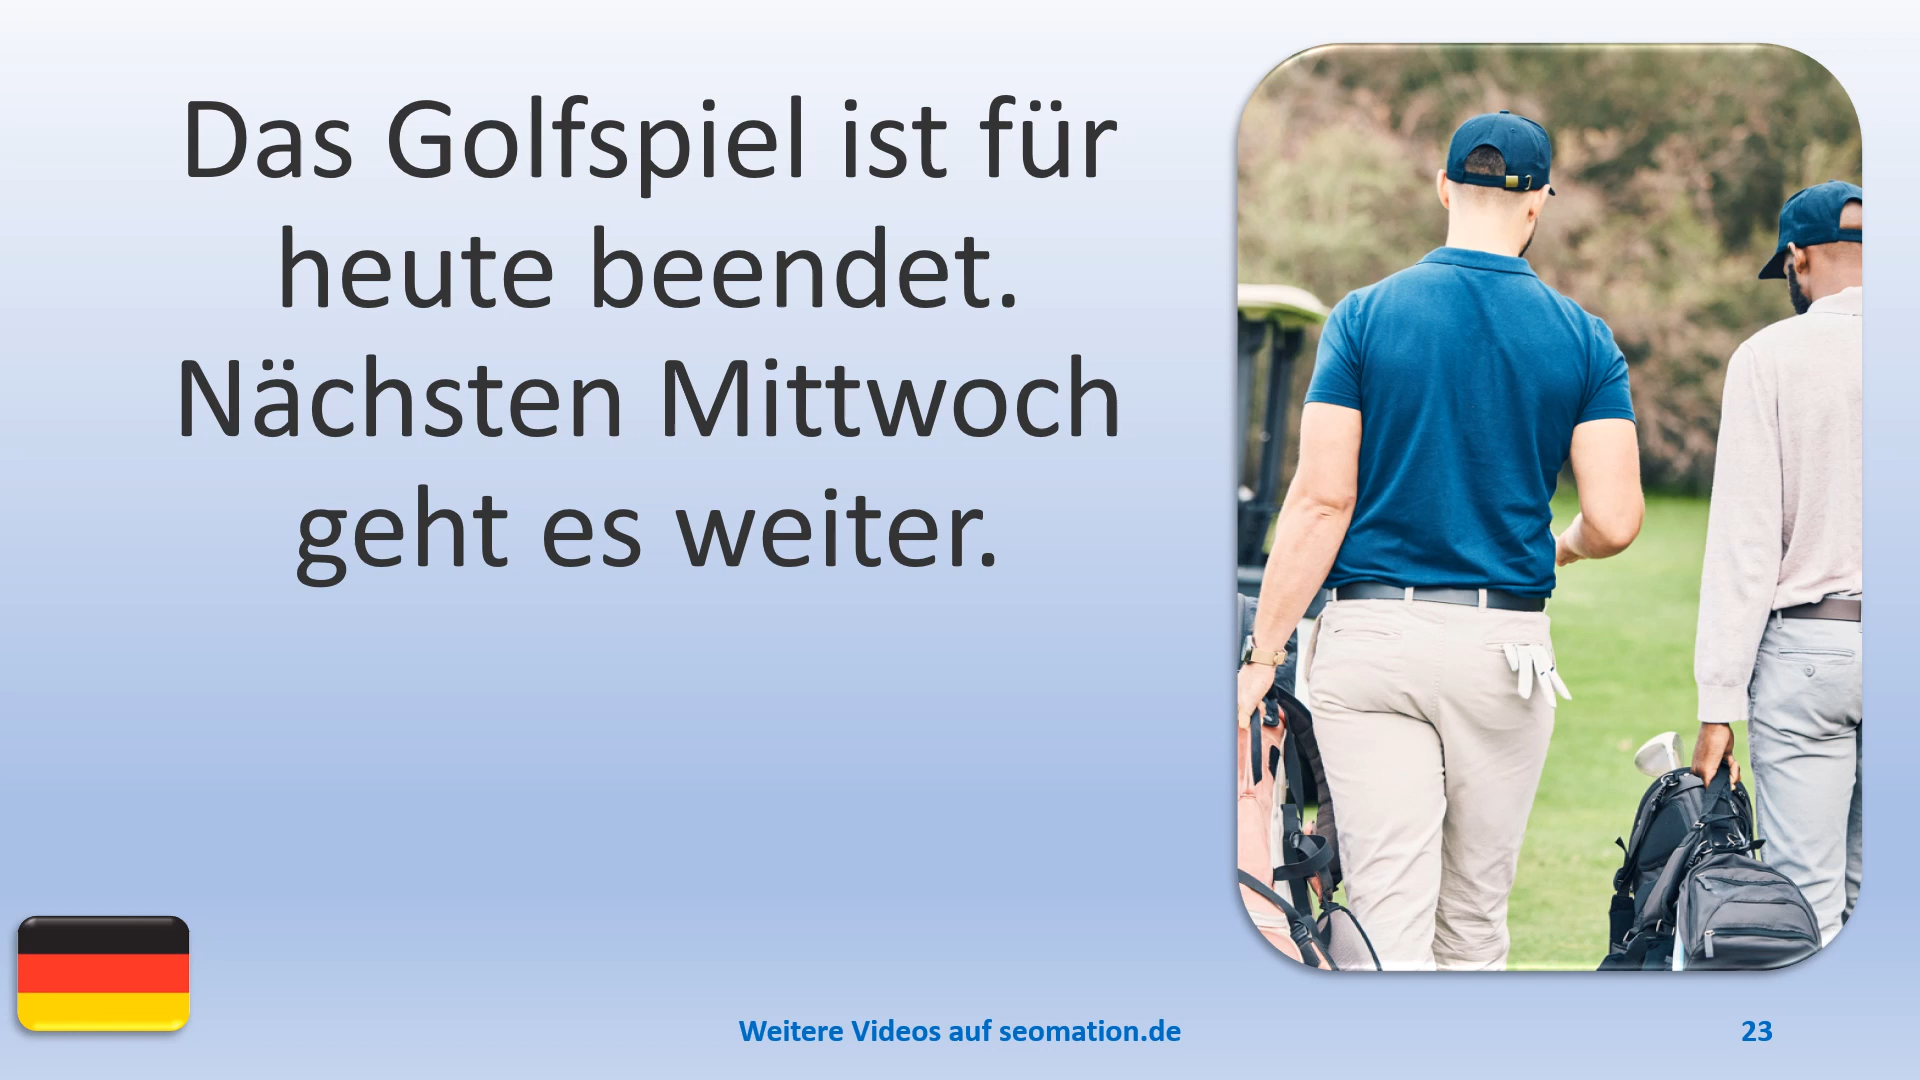 Das Golfspiel ist für
heute beendet.
Nächsten Mittwoch
geht es weiter.
Weitere Videos auf seomation.de
23